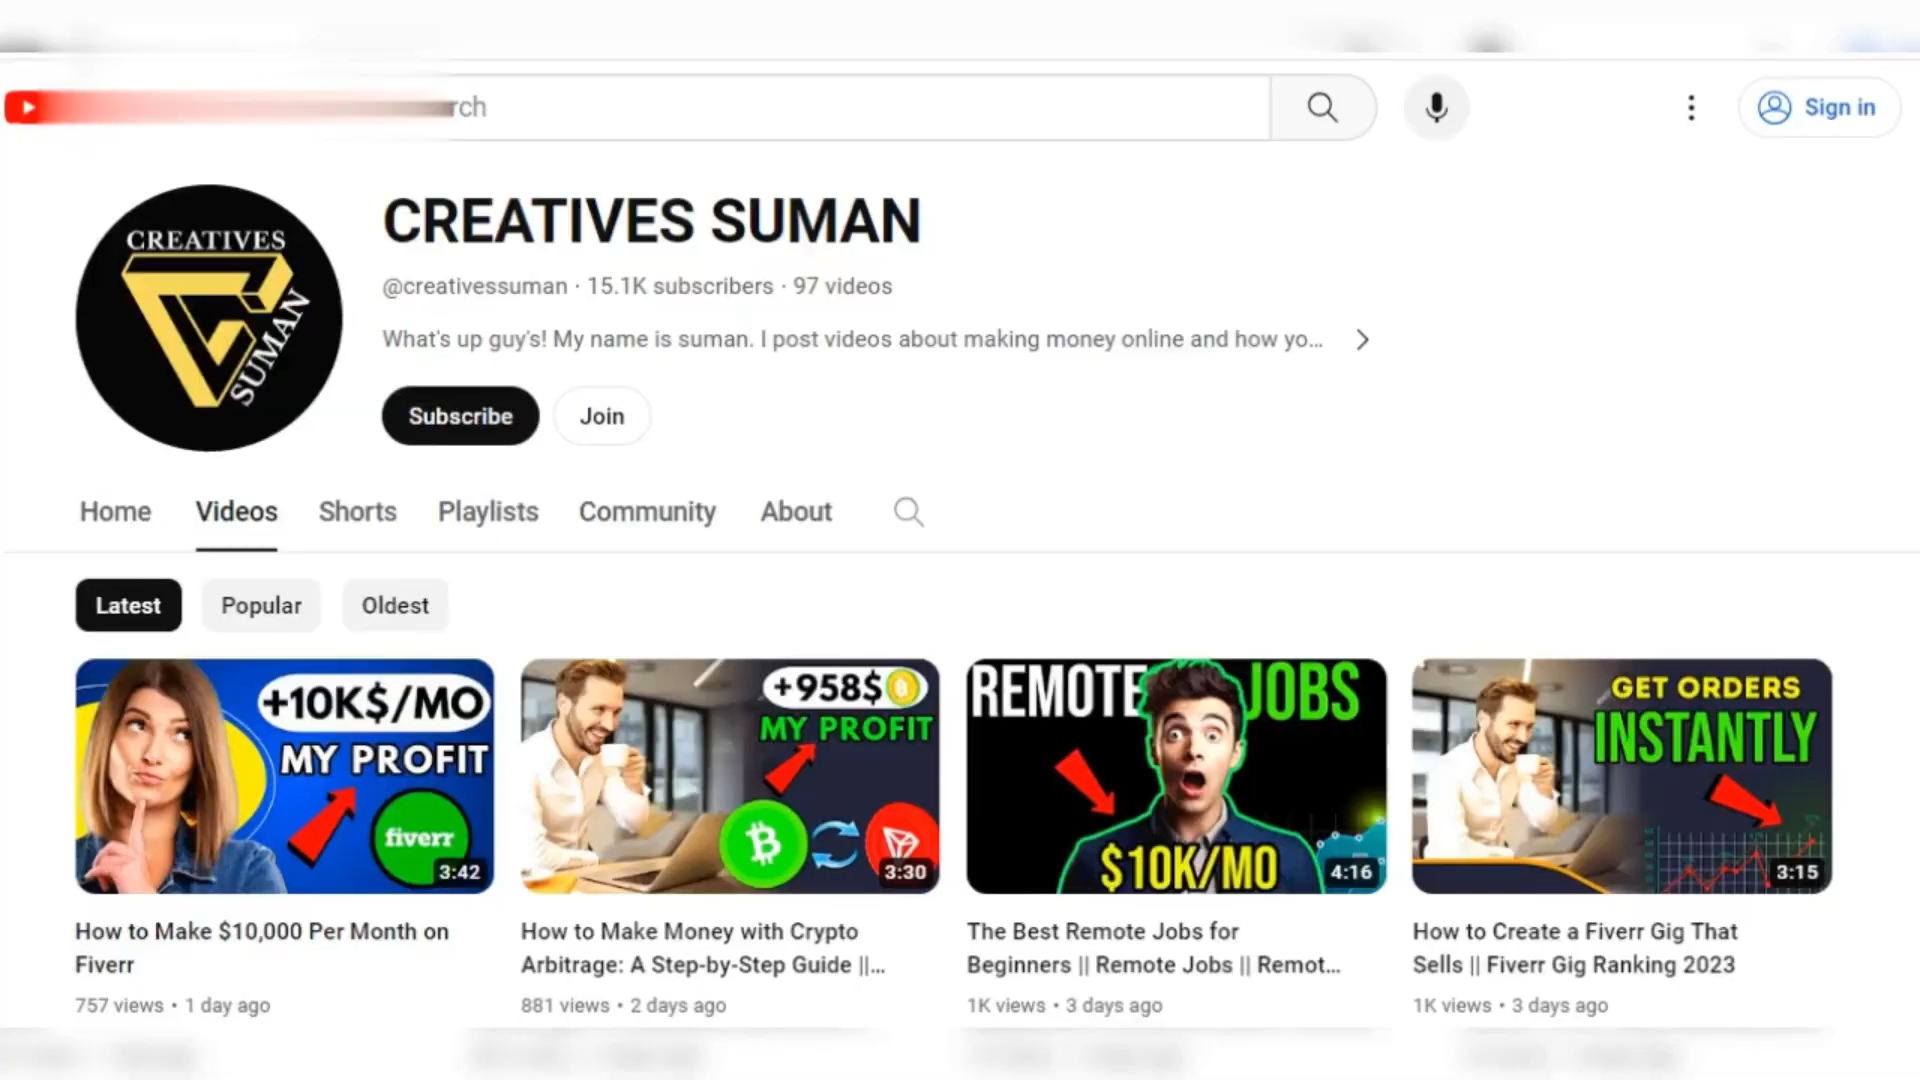 rch
Sign in
CREATIVES
SUMAN
CREATIVES SUMAN
@creativessuman · 15.1K subscribers · 97 videos
What's up guy's! My name is suman. I post videos about making money online and how yo...
Subscribe
Join
Home
Videos
Shorts
Playlists
Community
About
Latest
Popular
Oldest
+10K$/MO
MY PROFIT
fiverr
3:42
+958$
MY PROFIT
3:30
REMOTE JOBS
$10K/MO
4:16
GET ORDERS
INSTANTLY
3:15
How to Make $10,000 Per Month on
Fiverr
757 views • 1 day ago
How to Make Money with Crypto
Arbitrage: A Step-by-Step Guide ||...
881 views • 2 days ago
The Best Remote Jobs for
Beginners || Remote Jobs || Remot...
1K views • 3 days ago
How to Create a Fiverr Gig That
Sells || Fiverr Gig Ranking 2023
1K views • 3 days ago